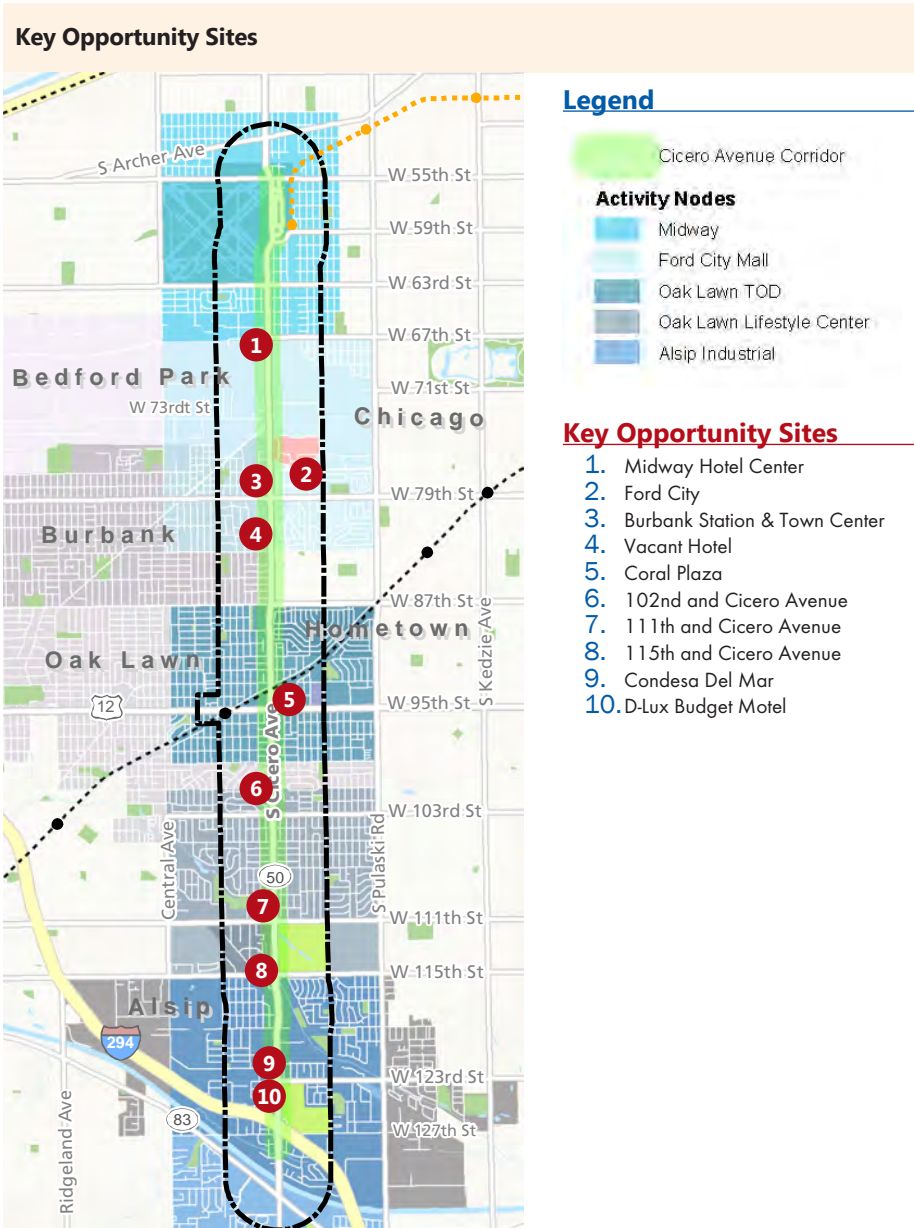 Key Opportunity Sites
S Archer Ave
W 55th St
W 59th St
W 63rd St
W 67th St
1
Bedford Park
W 71st St
W 73rdt St
Chicago
2
3
W 79th St
4
Burbank
W 87th St
Hometown
Oak Lawn
S Kedzie Ave
12
5
W 95th St
S Cicero Ave
6
W 103rd St
Central Ave
S Pulaski Rd
50
7
W 111th St
8
W 115th St
Alsip
294
9
W 123rd St
10
83
W 127th St
Ridgeland Ave
Legend
Cicero Avenue Corridor
Activity Nodes
Midway
Ford City Mall
Oak Lawn TOD
Oak Lawn Lifestyle Center
Alsip Industrial
Key Opportunity Sites
1. Midway Hotel Center
2. Ford City
3. Burbank Station & Town Center
4. Vacant Hotel
5. Coral Plaza
6. 102nd and Cicero Avenue
7. 111th and Cicero Avenue
8. 115th and Cicero Avenue
9. Condesa Del Mar
10. D-Lux Budget Motel